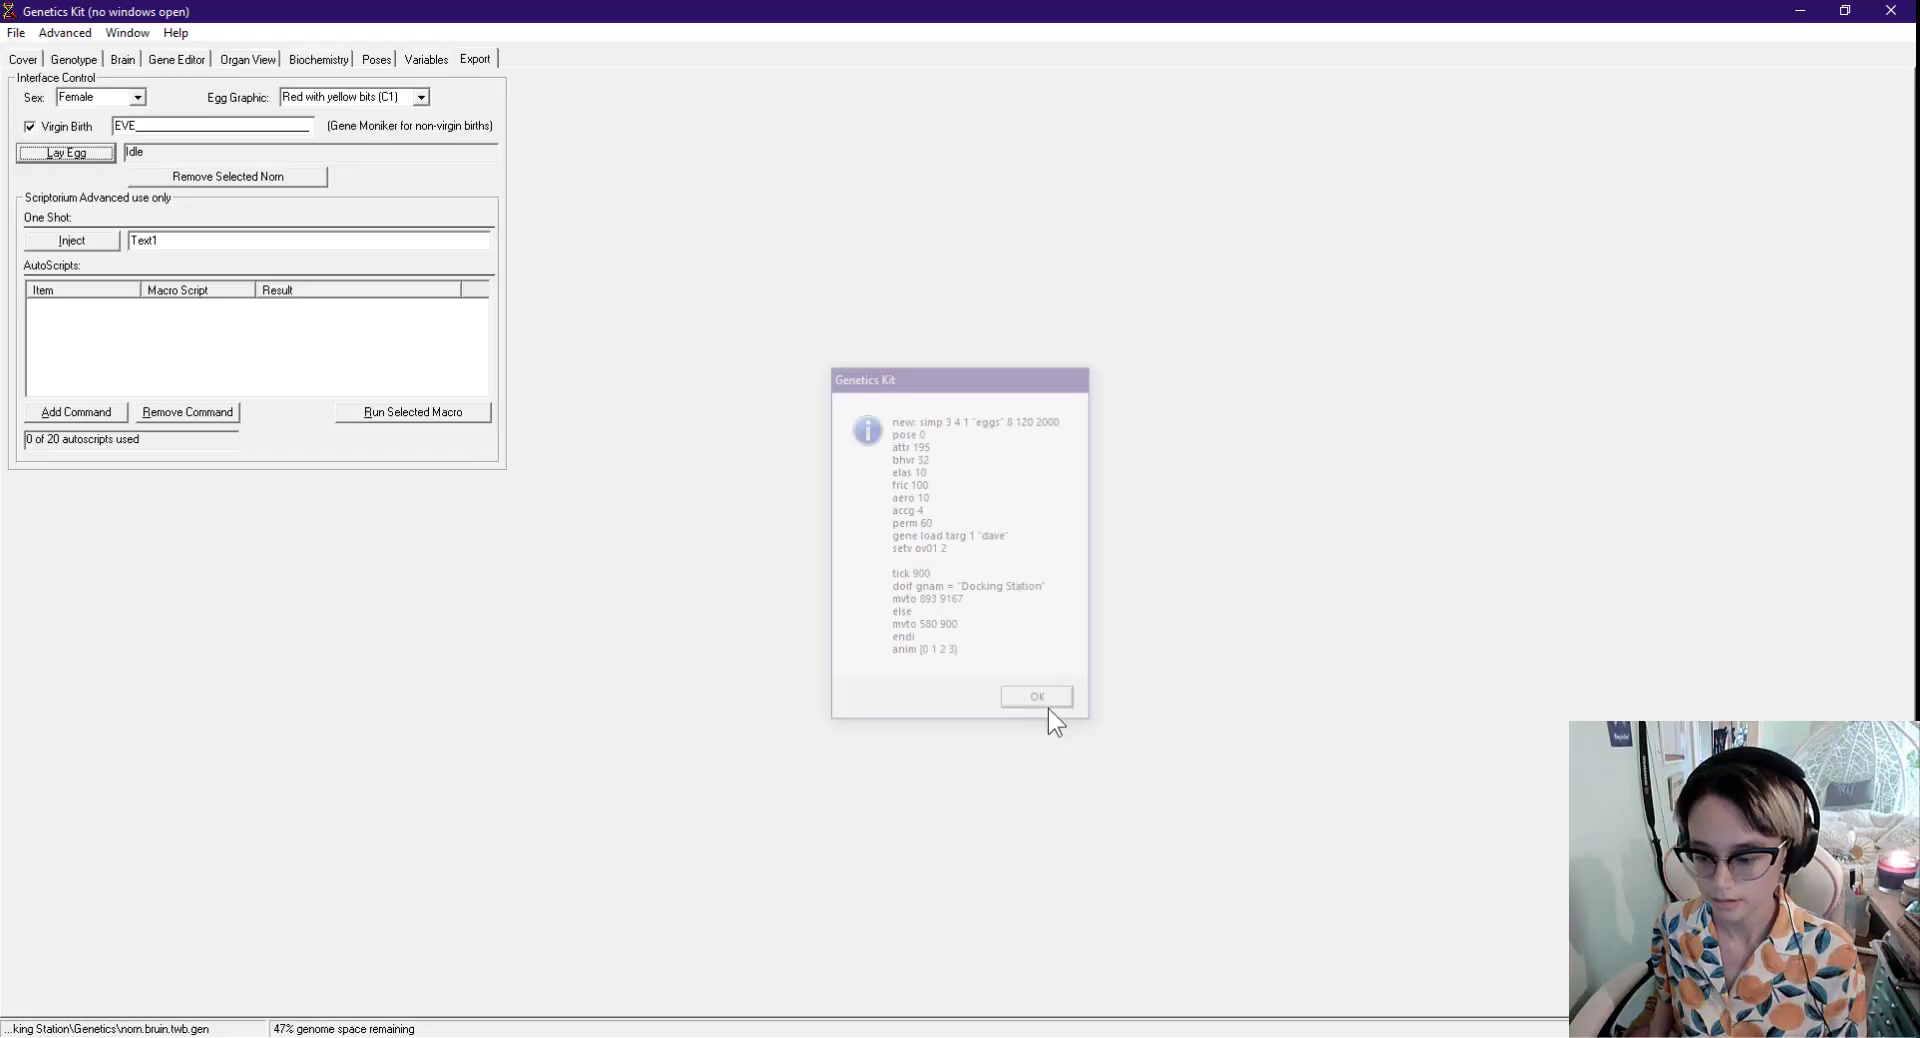 Genetics Kit (no windows open)
File Advanced Window Help
Cover Genotype Brain Gene Editor Organ View Biochemistry Poses Variables Export
Interface Control
Sex: Female Egg Graphic: Red with yellow bits (C1)
Virgin Birth EVE____________________________ (Gene Moniker for non-virgin births)
Lay Egg Idle
Remove Selected Norn
Scriptorium Advanced use only
One Shot:
Inject Text1
AutoScripts:
Item Macro Script Result
Add Command Remove Command Run Selected Macro
0 of 20 autoscripts used
Genetics Kit
new: simp 3 4 1 "eggs" 8 120 2000
pose 0
attr 195
bhvr 32
elas 10
fric 100
aero 10
accg 4
perm 60
gene load targ 1 "dave"
setv ov01 2
tick 900
doif gnam = "Docking Station"
mvto 893 9167
else
mvto 580 900
endi
anim [0 1 2 3]
OK
...king Station\Genetics\norn.bruin.twb.gen 47% genome space remaining